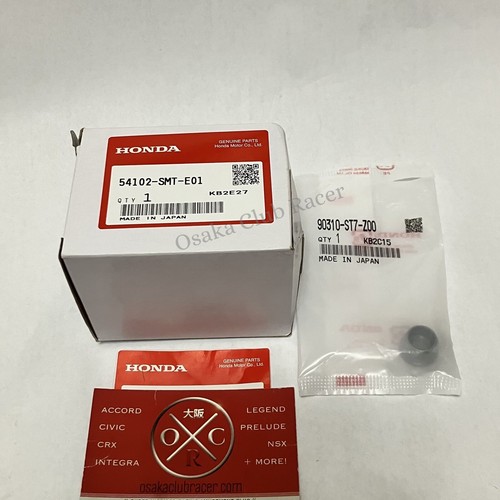 HONDA
GENUINE PARTS
Honda Motor Co., Ltd.
54102-SMT-E01
QTY 1
KB2E27
MADE IN JAPAN
Osaka Club Racer
90310-ST7-Z00
QTY 1
KB2C15
MADE IN JAPAN
HONDA
GENUINE PARTS
Honda Motor Co., Ltd.
ACCORD
CIVIC
CRX
INTEGRA
大阪
O C
R
LEGEND
PRELUDE
NSX
+ MORE!
osakaclubracer.com